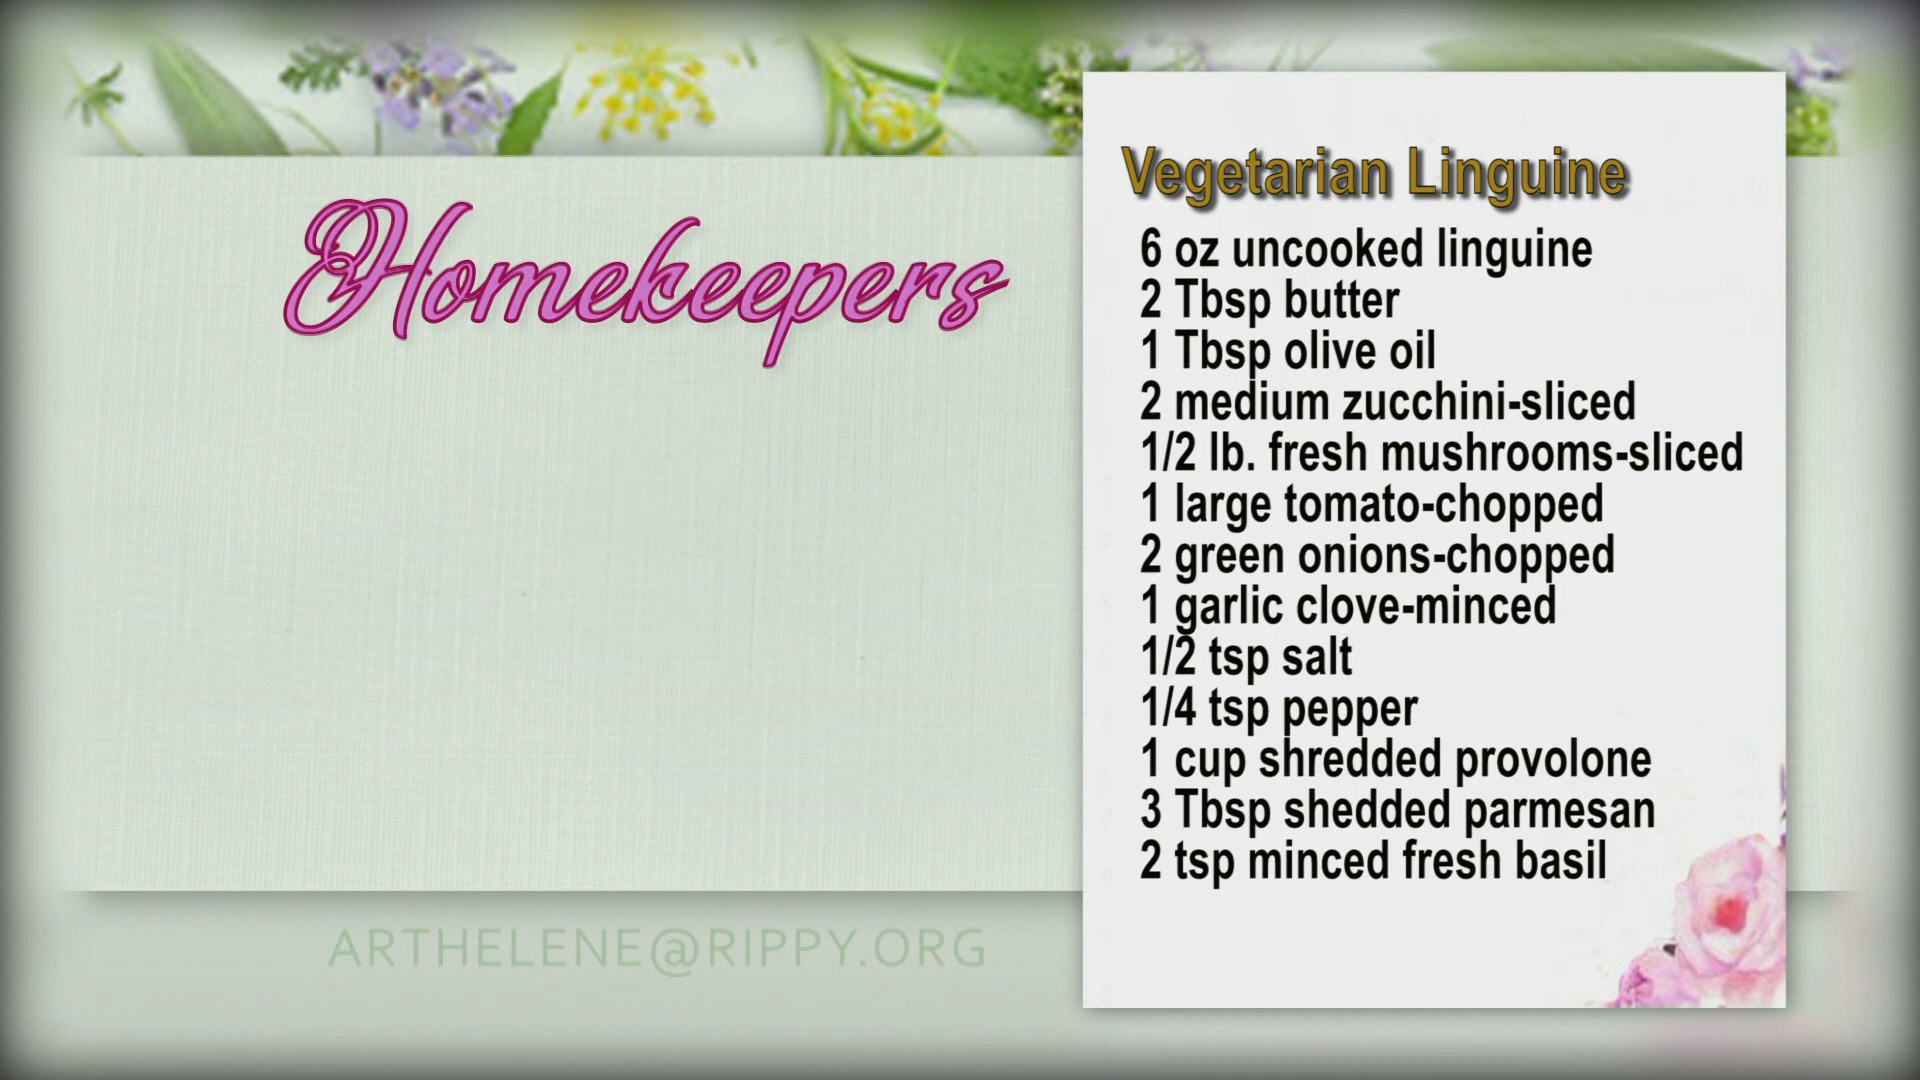 Homekeepers
Vegetarian Linguine
6 oz uncooked linguine
2 Tbsp butter
1 Tbsp olive oil
2 medium zucchini-sliced
1/2 lb. fresh mushrooms-sliced
1 large tomato-chopped
2 green onions-chopped
1 garlic clove-minced
1/2 tsp salt
1/4 tsp pepper
1 cup shredded provolone
3 Tbsp shedded parmesan
2 tsp minced fresh basil
ARTHELENE@RIPPY.ORG